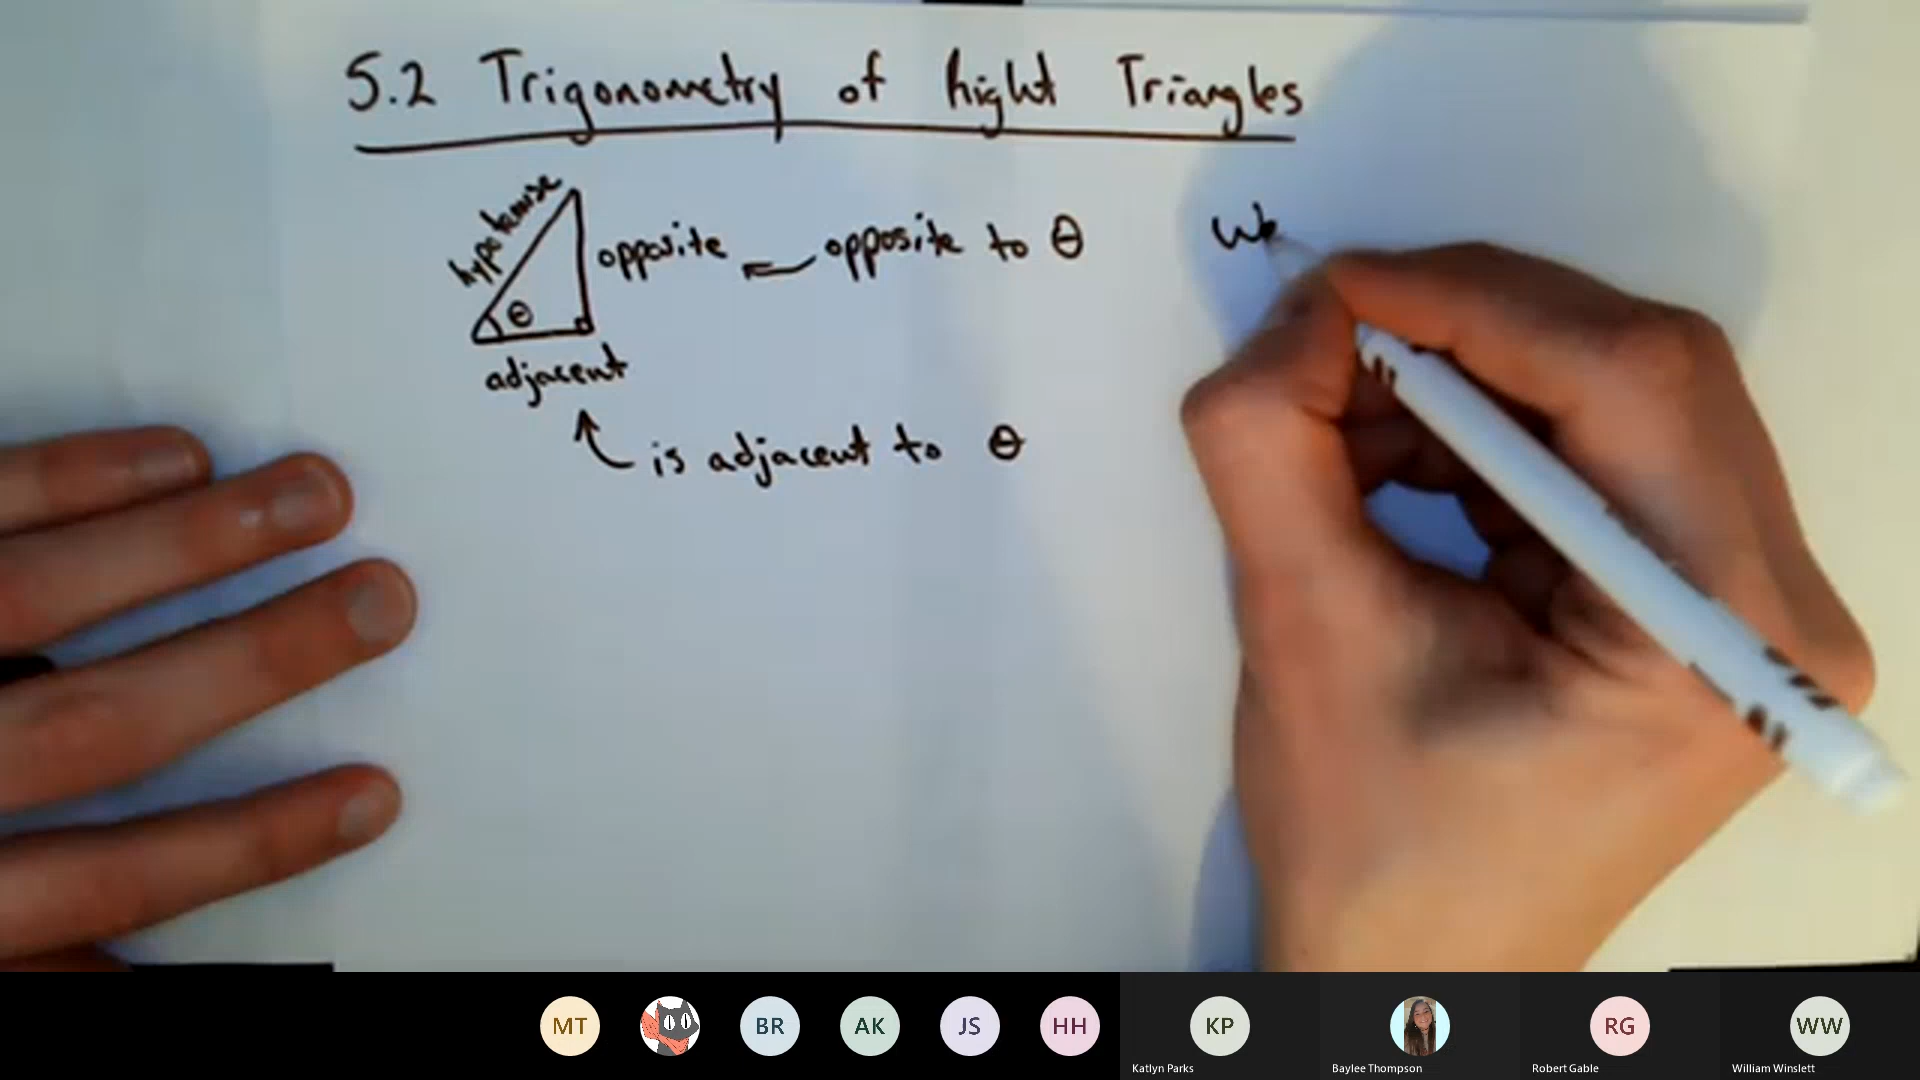 5.2 Trigonometry of Right Triangles
hypotenuse
opposite
opposite to θ
We
θ
adjacent
is adjacent to θ
MT
BR
AK
JS
HH
KP
RG
WW
Katlyn Parks
Baylee Thompson
Robert Gable
William Winslett